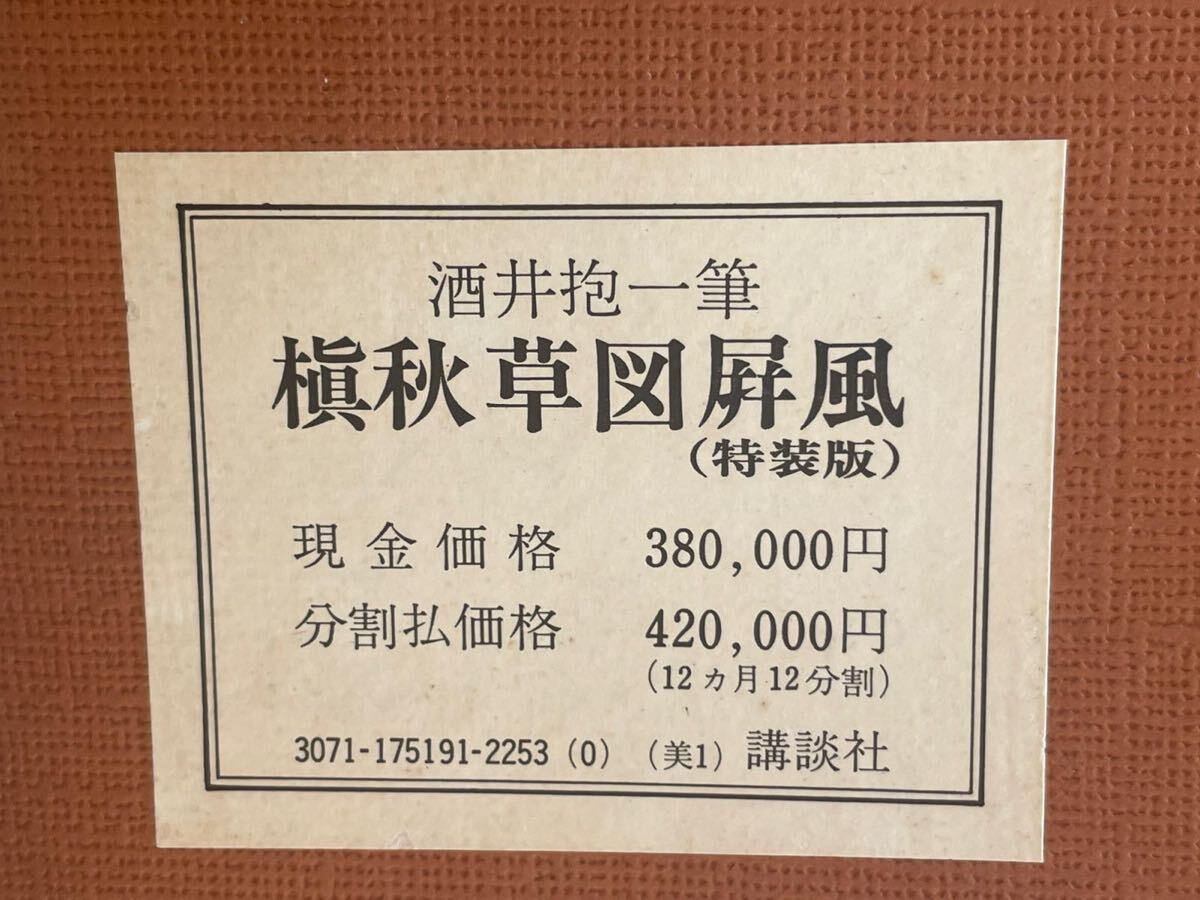 酒井抱一筆
槇秋草図屏風
(特装版)
現金価格 380,000円
分割払価格 420,000円
(12ヵ月12分割)
3071-175191-2253(0) (美1) 講談社